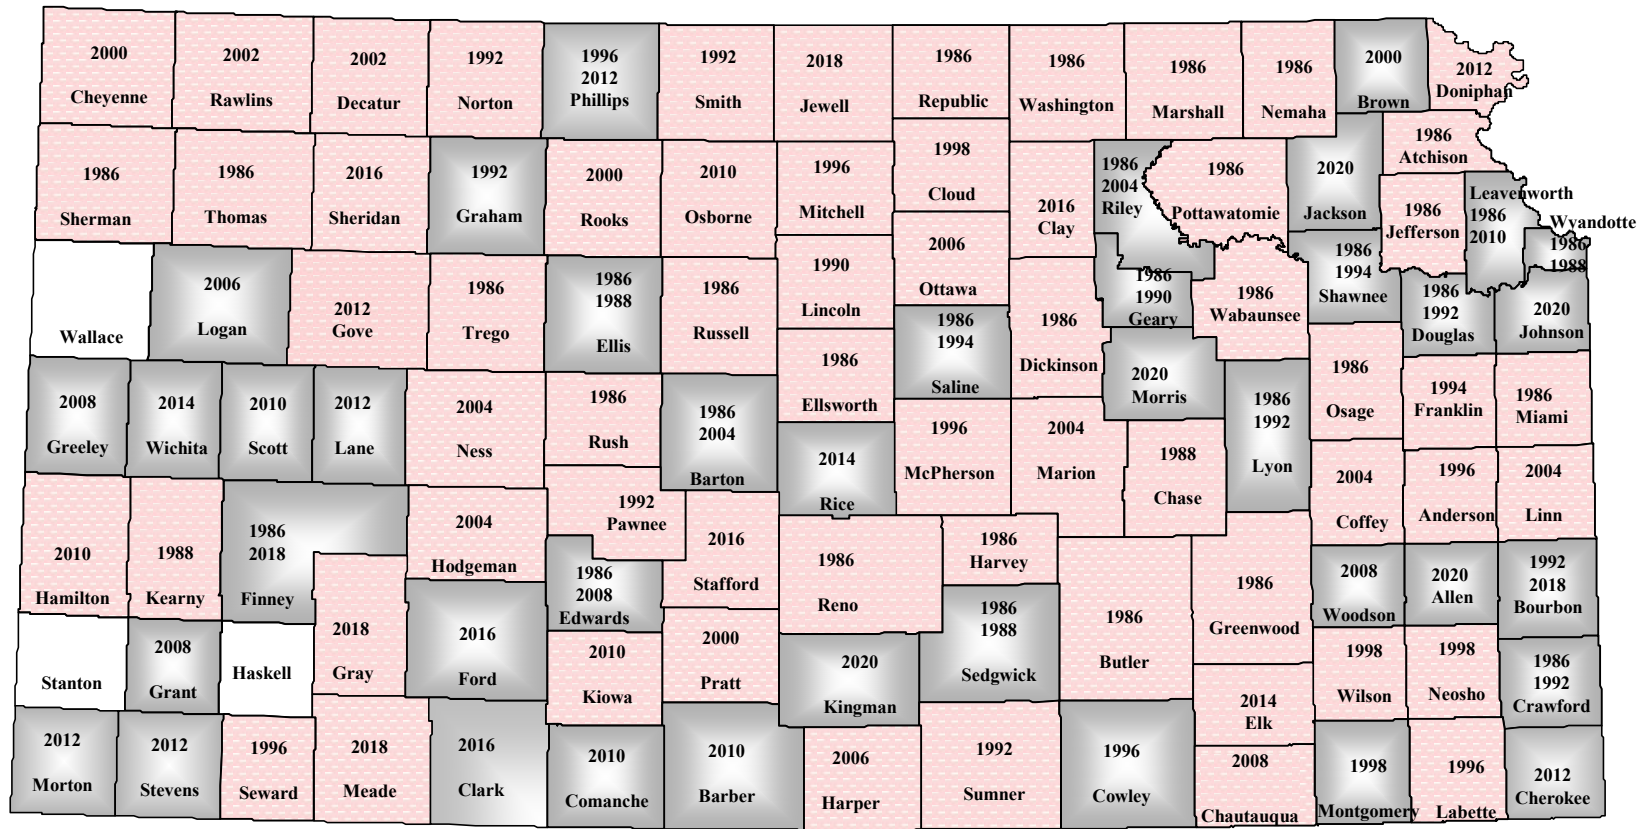 2000
Cheyenne
2002
Rawlins
2002
Decatur
1992
Norton
1996
2012
Phillips
1992
Smith
2018
Jewell
1986
Republic
1986
Washington
1986
Marshall
1986
Nemaha
2000
Brown
2012
Doniphan
1986
Sherman
1986
Thomas
2016
Sheridan
1992
Graham
2000
Rooks
2010
Osborne
1996
Mitchell
1998
Cloud
2016
Clay
1986
2004
Riley
1986
Pottawatomie
2020
Jackson
1986
Atchison
1986
Jefferson
Leavenworth
1986
2010
Wyandotte
1986
1988
Wallace
2006
Logan
2012
Gove
1986
Trego
1986
1988
Ellis
1986
Russell
1990
Lincoln
2006
Ottawa
1986
1994
Saline
1986
Dickinson
1986
1990
Geary
1986
Wabaunsee
1986
1994
Shawnee
1986
1992
Douglas
2020
Johnson
2008
Greeley
2014
Wichita
2010
Scott
2012
Lane
2004
Ness
1986
Rush
1986
2004
Barton
1986
Ellsworth
2014
Rice
1996
McPherson
2004
Marion
2020
Morris
1988
Chase
1986
1992
Lyon
1986
Osage
1994
Franklin
1986
Miami
2010
Hamilton
1988
Kearny
1986
2018
Finney
2004
Hodgeman
1992
Pawnee
1986
2008
Edwards
2016
Stafford
1986
Reno
1986
Harvey
1986
1988
Sedgwick
1986
Butler
1986
Greenwood
2004
Coffey
1996
Anderson
2004
Linn
2008
Woodson
2020
Allen
1992
2018
Bourbon
Stanton
2008
Grant
Haskell
2018
Gray
2016
Ford
2010
Kiowa
2000
Pratt
2020
Kingman
2014
Elk
1998
Wilson
1998
Neosho
1986
1992
Crawford
2012
Morton
2012
Stevens
1996
Seward
2018
Meade
2016
Clark
2010
Comanche
2010
Barber
2006
Harper
1992
Sumner
1996
Cowley
2008
Chautauqua
1998
Montgomery
1996
Labette
2012
Cherokee